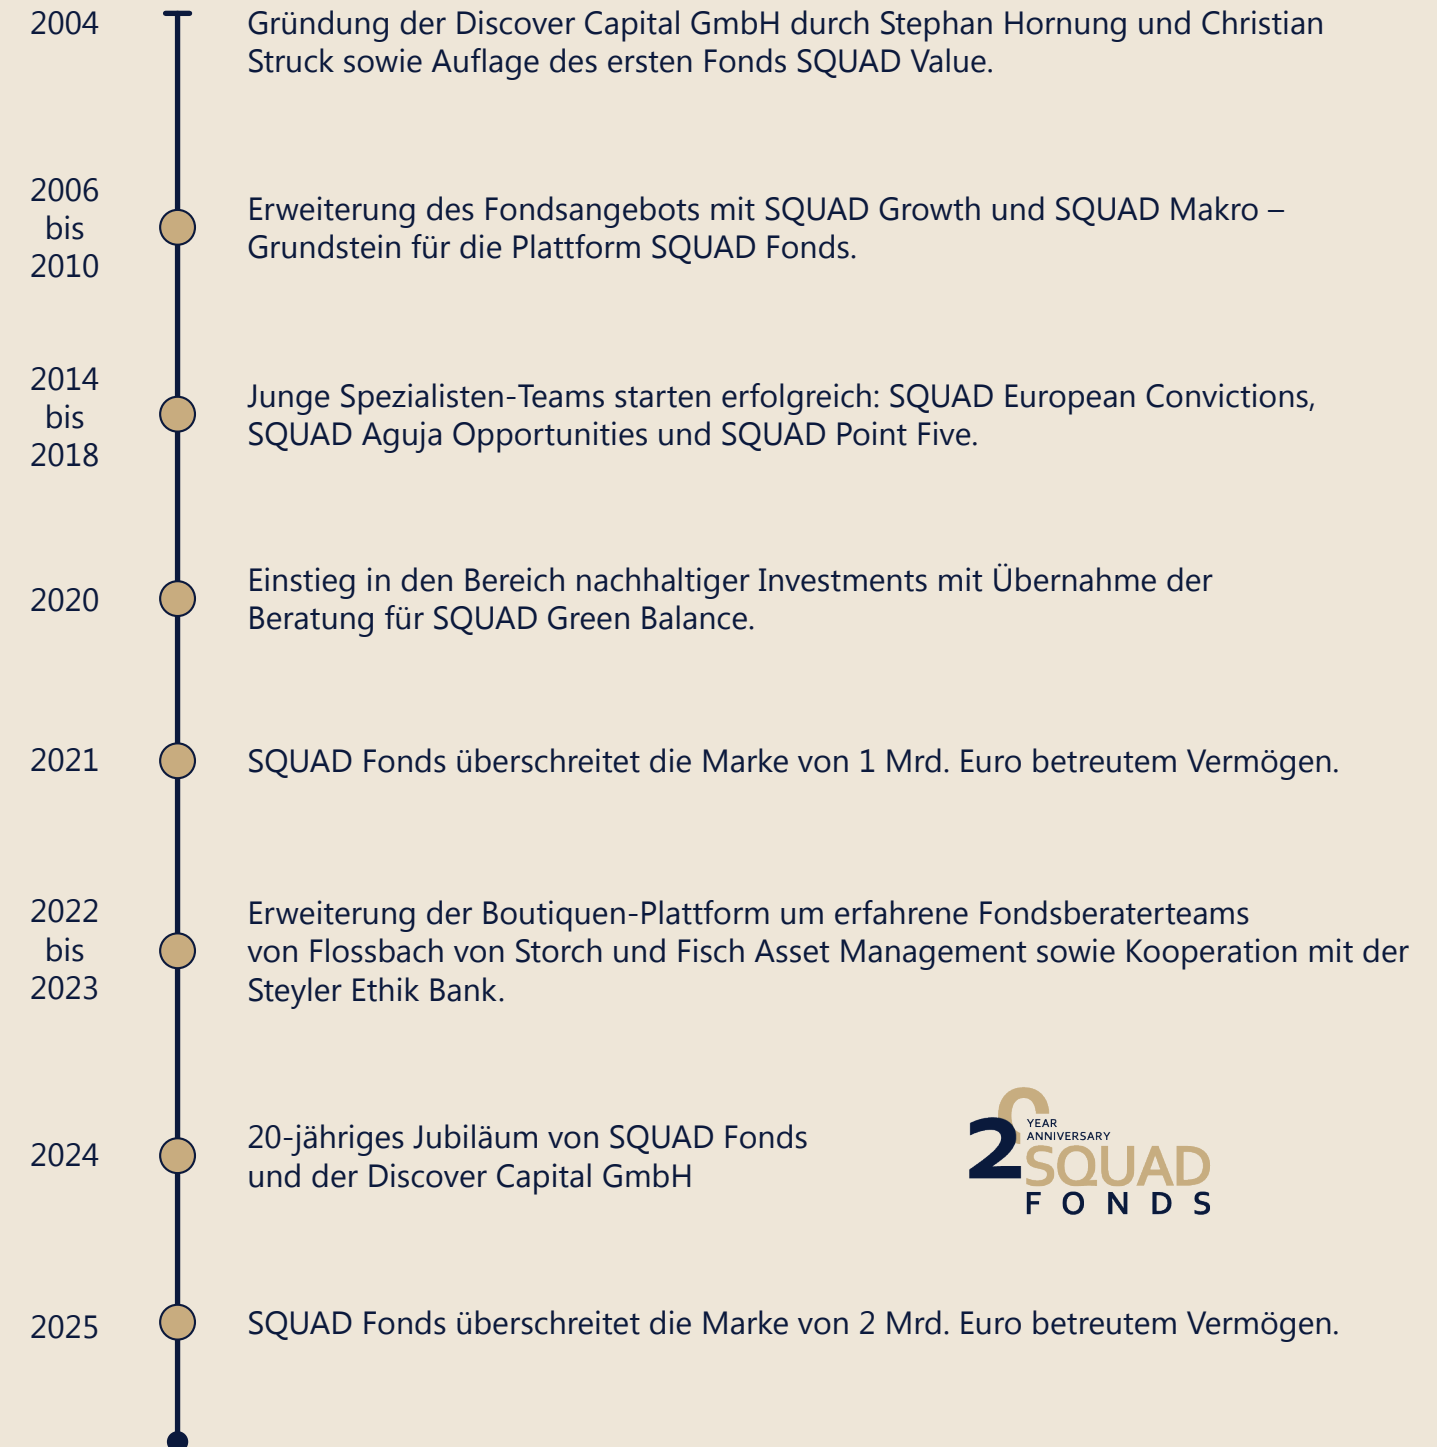 2004
Gründung der Discover Capital GmbH durch Stephan Hornung und Christian
Struck sowie Auflage des ersten Fonds SQUAD Value.
2006
bis
2010
Erweiterung des Fondsangebots mit SQUAD Growth und SQUAD Makro –
Grundstein für die Plattform SQUAD Fonds.
2014
bis
2018
Junge Spezialisten-Teams starten erfolgreich: SQUAD European Convictions,
SQUAD Aguja Opportunities und SQUAD Point Five.
2020
Einstieg in den Bereich nachhaltiger Investments mit Übernahme der
Beratung für SQUAD Green Balance.
2021
SQUAD Fonds überschreitet die Marke von 1 Mrd. Euro betreutem Vermögen.
2022
bis
2023
Erweiterung der Boutiquen-Plattform um erfahrene Fondsberaterteams
von Flossbach von Storch und Fisch Asset Management sowie Kooperation mit der
Steyler Ethik Bank.
2024
20-jähriges Jubiläum von SQUAD Fonds
und der Discover Capital GmbH
20
YEAR
ANNIVERSARY
SQUAD
FONDS
2025
SQUAD Fonds überschreitet die Marke von 2 Mrd. Euro betreutem Vermögen.